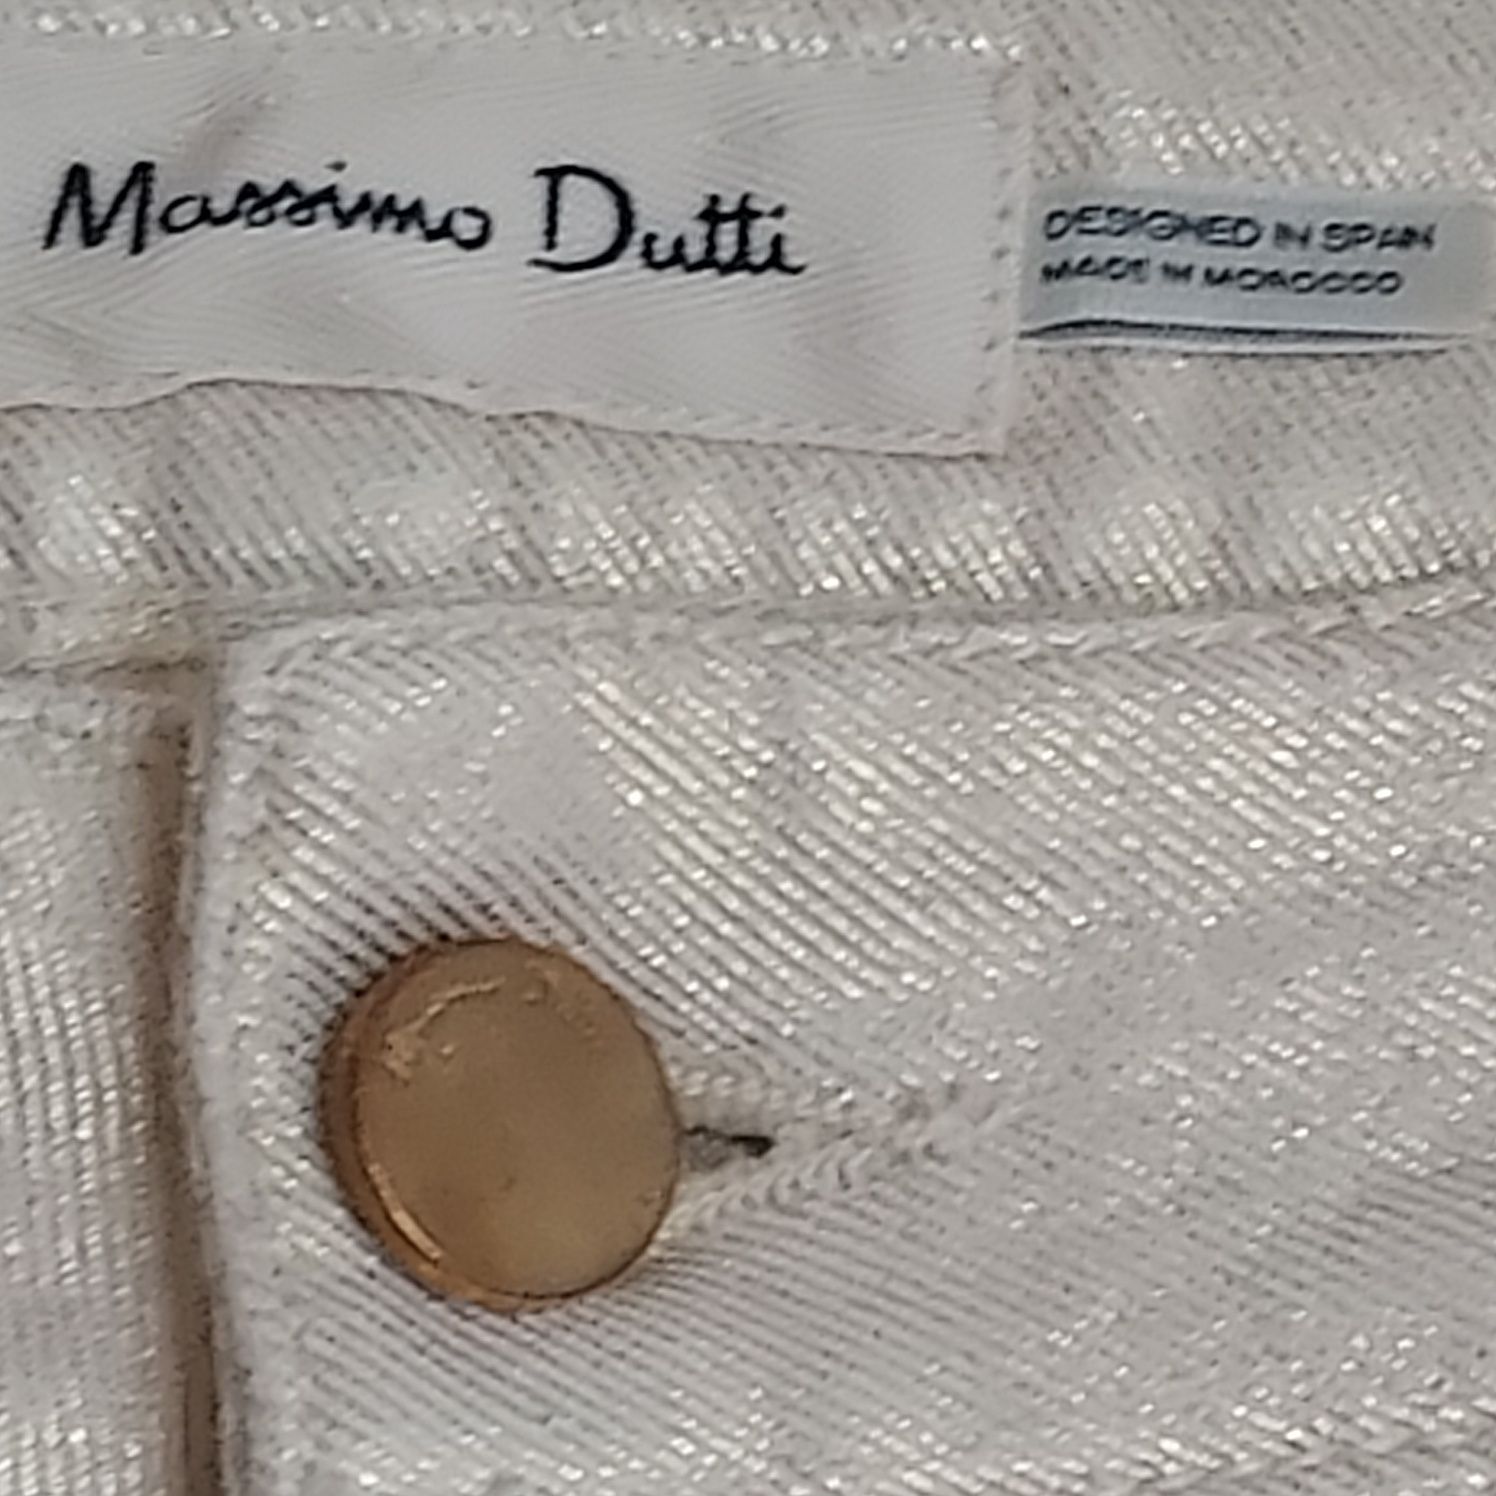 Massimo Dutti
DESIGNED IN SPAIN
MADE IN MOROCCO